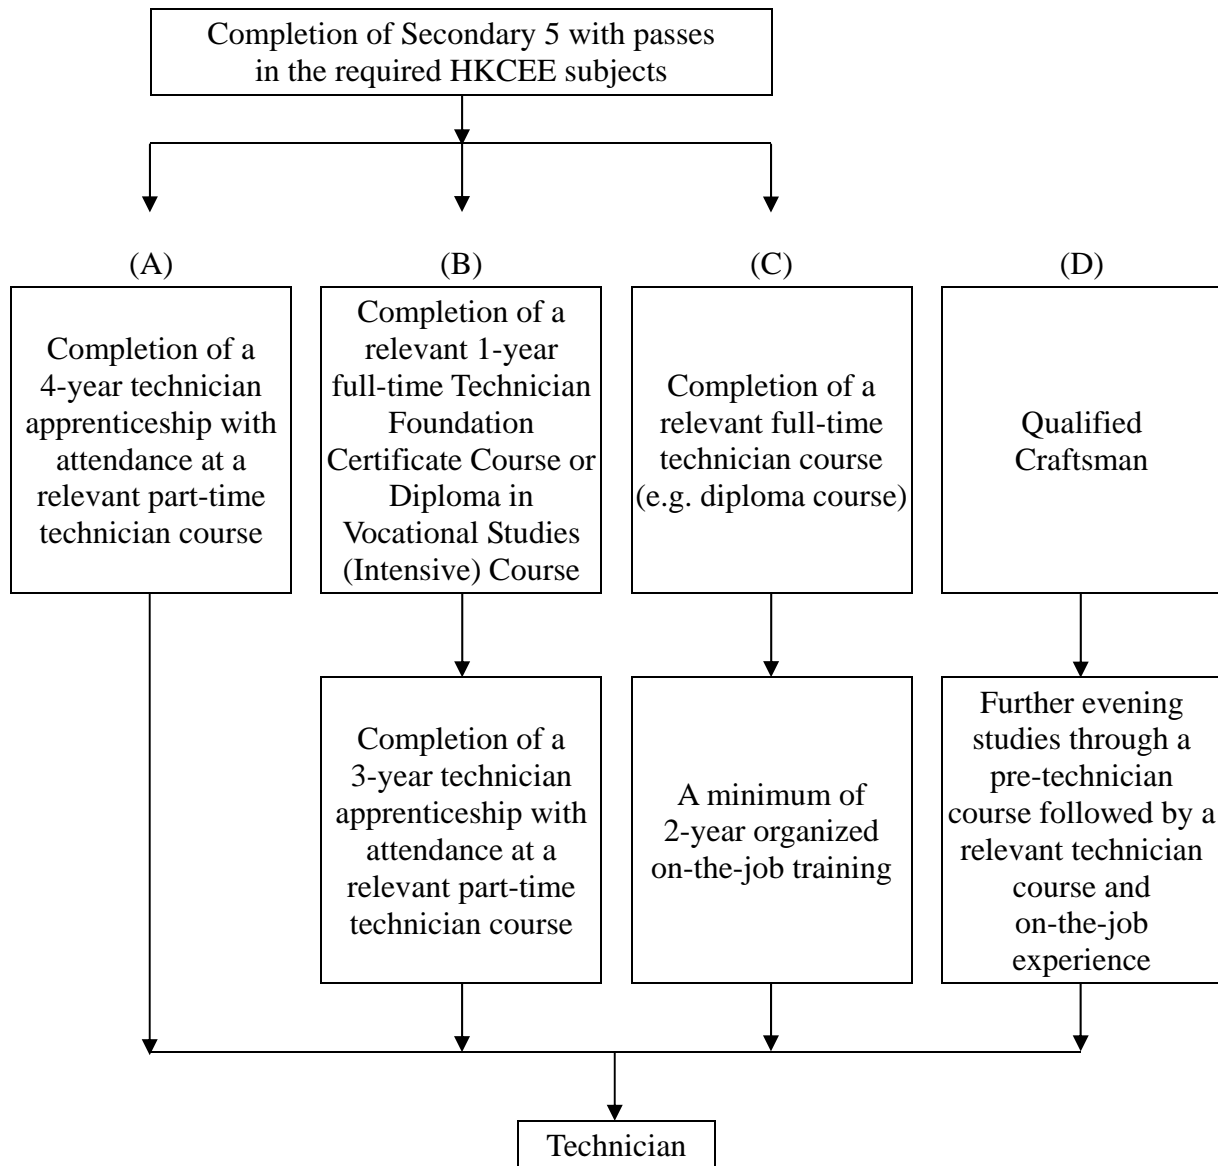 Completion of Secondary 5 with passes
in the required HKCEE subjects
(A)
(B)
(C)
(D)
Completion of a
4-year technician
apprenticeship with
attendance at a
relevant part-time
technician course
Completion of a
relevant 1-year
full-time Technician
Foundation
Certificate Course or
Diploma in
Vocational Studies
(Intensive) Course
Completion of a
relevant full-time
technician course
(e.g. diploma course)
Qualified
Craftsman
Completion of a
3-year technician
apprenticeship with
attendance at a
relevant part-time
technician course
A minimum of
2-year organized
on-the-job training
Further evening
studies through a
pre-technician
course followed by a
relevant technician
course and
on-the-job
experience
Technician